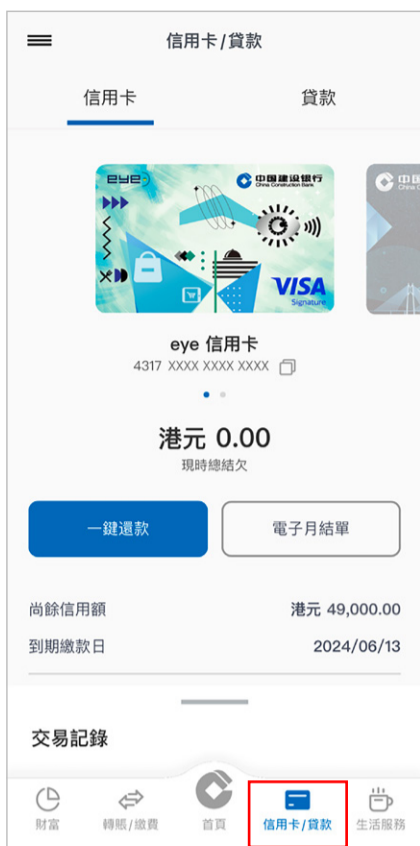 信用卡/貸款
信用卡
貸款
eye
中国建设银行
China Construction Bank
VISA
Signature
eye 信用卡
4317 XXXX XXXX XXXX
港元 0.00
現時總結欠
一鍵還款
電子月結單
尚餘信用額
港元 49,000.00
到期繳款日
2024/06/13
交易記錄
財富
轉賬/繳費
首頁
信用卡/貸款
生活服務